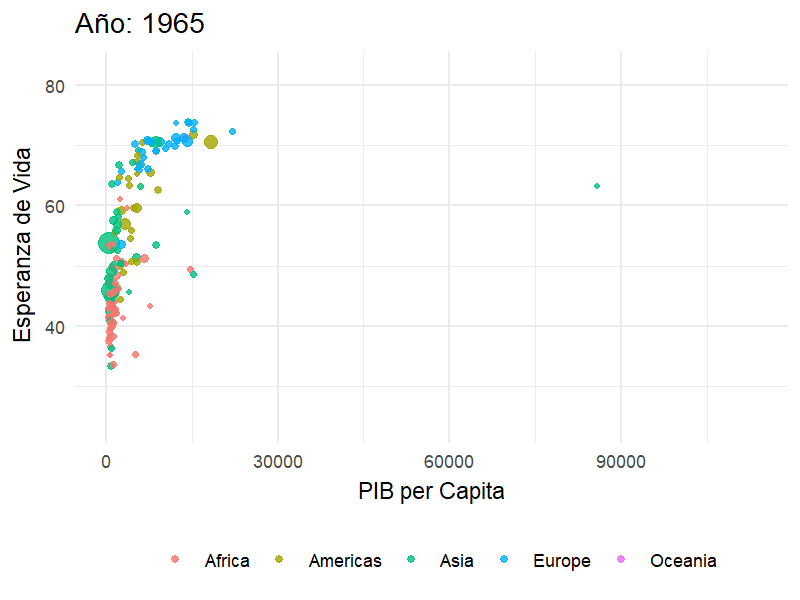 Año: 1965
80
60
40
Esperanza de Vida
0 30000 60000 90000
PIB per Capita
Africa Americas Asia Europe Oceania